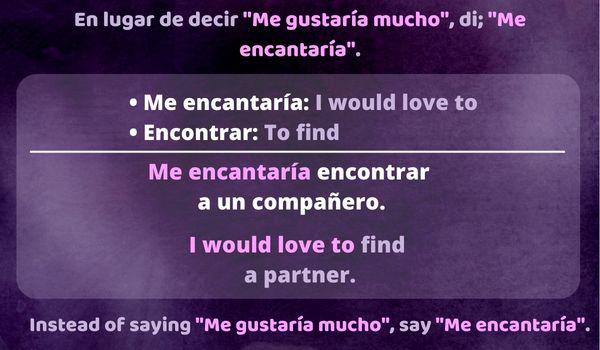 En lugar de decir "Me gustaría mucho", di; "Me
encantaría".
• Me encantaría: I would love to
• Encontrar: To find
Me encantaría encontrar
a un compañero.
I would love to find
a partner.
Instead of saying "Me gustaría mucho", say "Me encantaría".